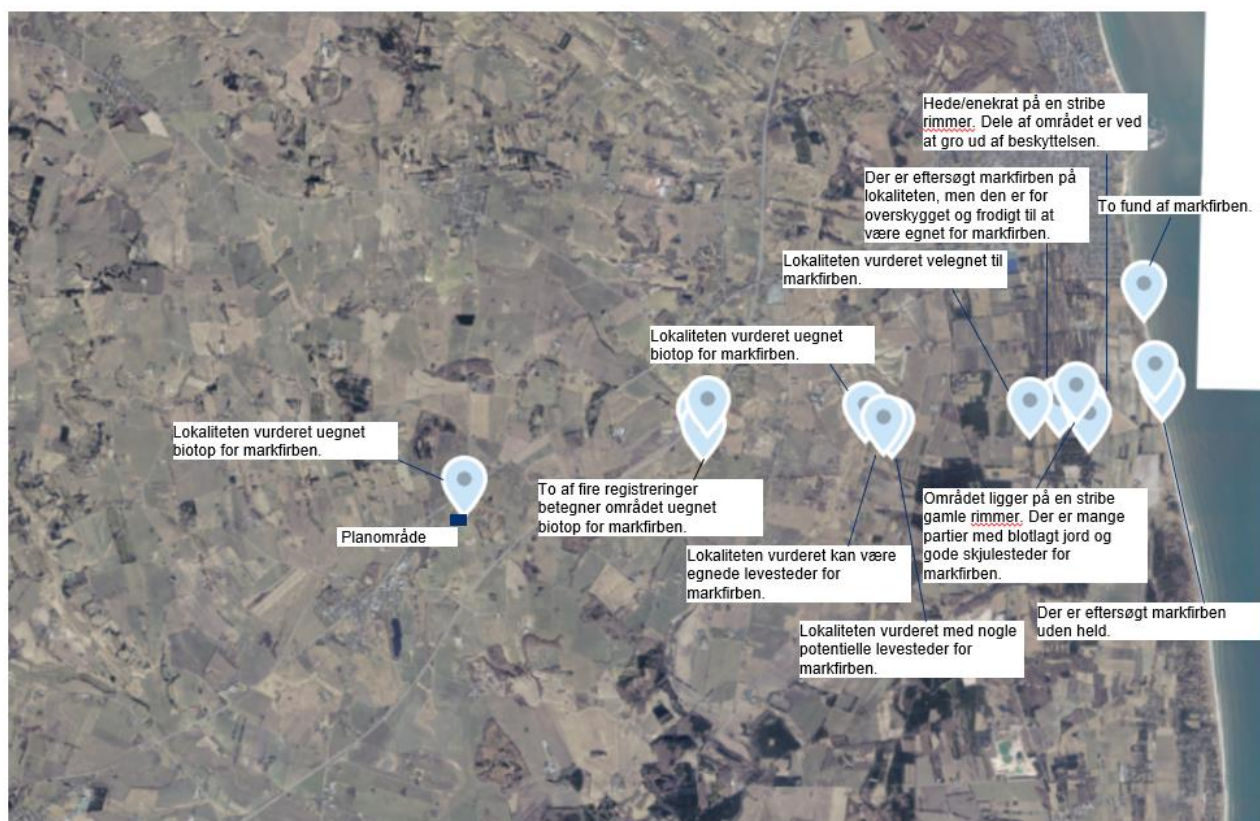 Hede/enekrat på en stribe
rimmer. Dele af området er ved
at gro ud af beskyttelsen.
Der er eftersøgt markfirben på
lokaliteten, men den er for
overskygget og frodigt til at
være egnet for markfirben.
To fund af markfirben.
Lokaliteten vurderet velegnet til
markfirben.
Lokaliteten vurderet uegnet
biotop for markfirben.
Lokaliteten vurderet uegnet
biotop for markfirben.
To af fire registreringer
betegner området uegnet
biotop for markfirben.
Planområde
Området ligger på en stribe
gamle rimmer. Der er mange
partier med blotlagt jord og
gode skjulesteder for
markfirben.
Lokaliteten vurderet kan være
egnede levesteder for
markfirben.
Der er eftersøgt markfirben
uden held.
Lokaliteten vurderet med nogle
potentielle levesteder for
markfirben.